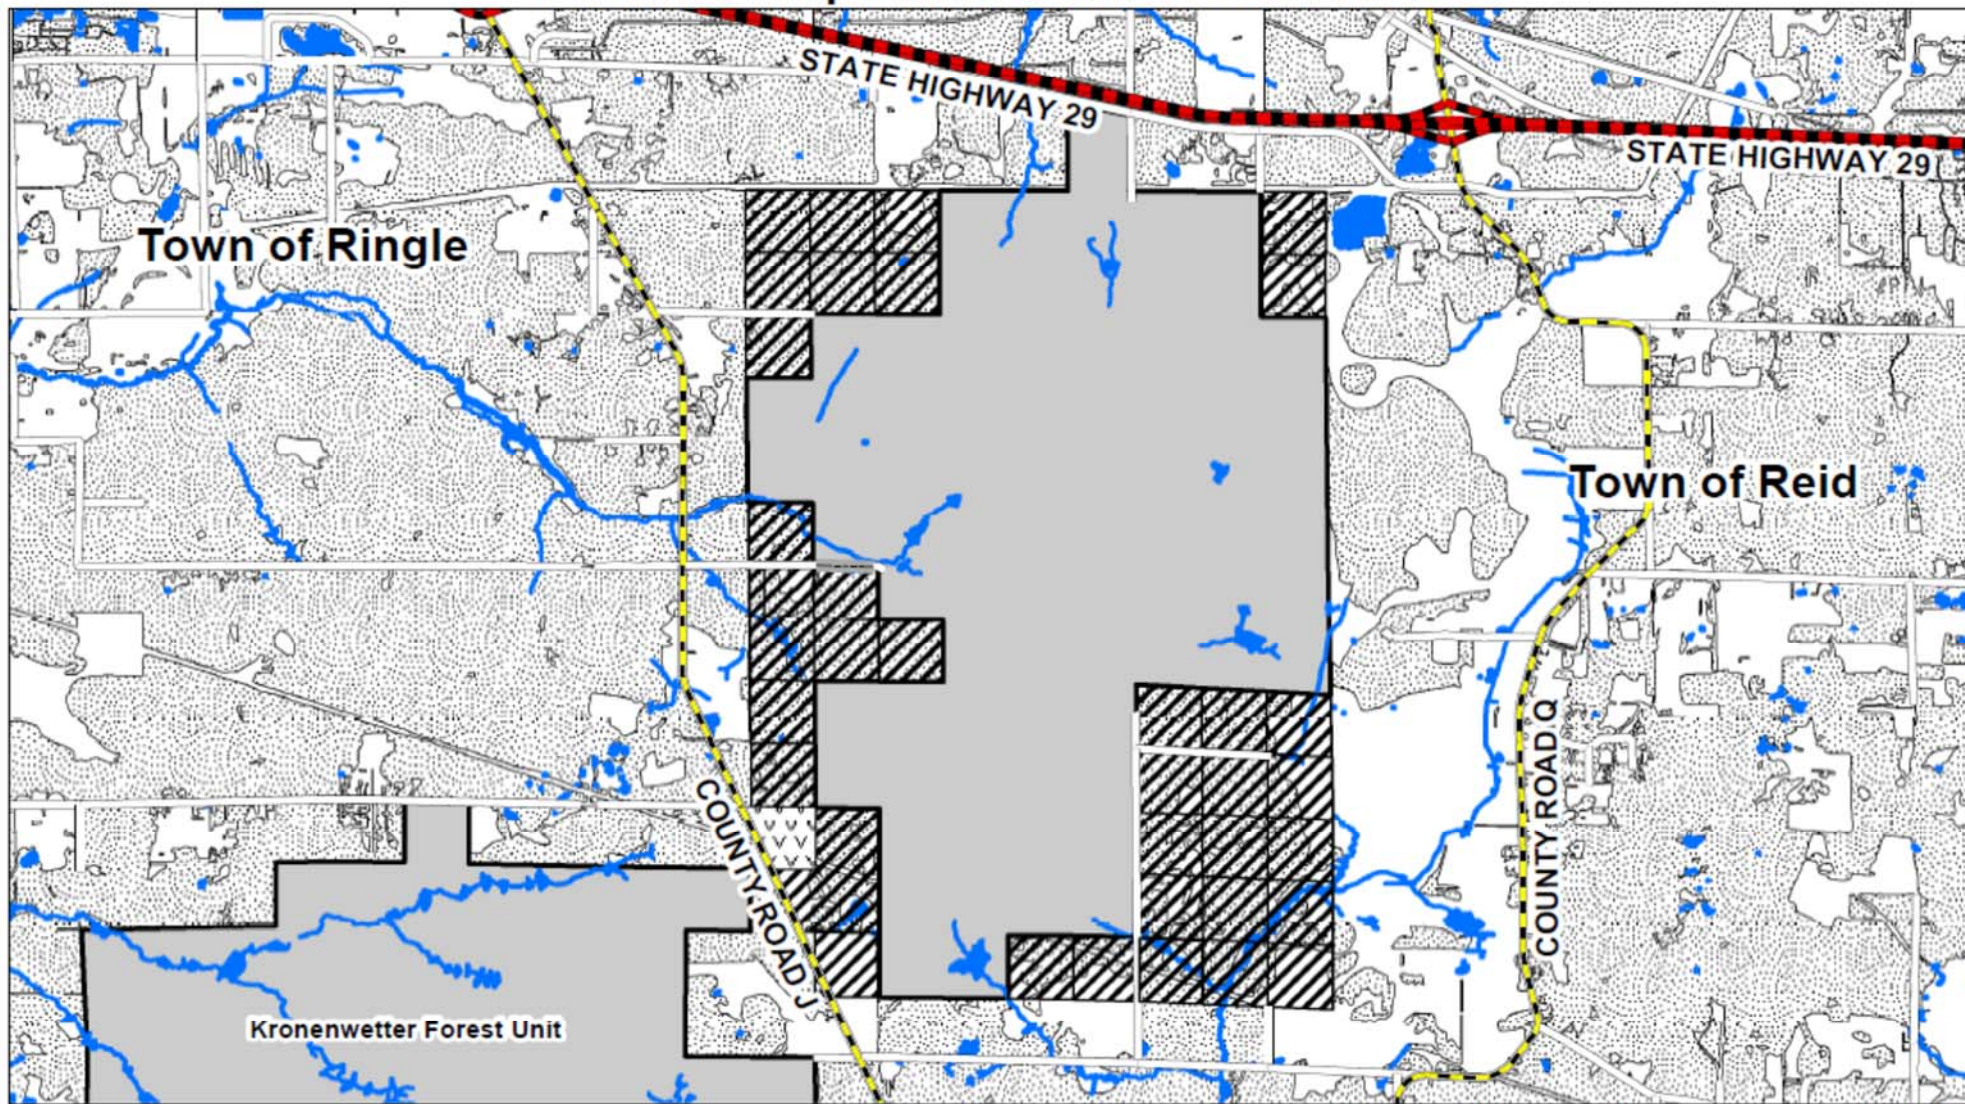 STATE HIGHWAY 29
STATE HIGHWAY 29
Town of Ringle
Town of Reid
COUNTY ROAD Q
COUNTY ROAD J
Kronenwetter Forest Unit